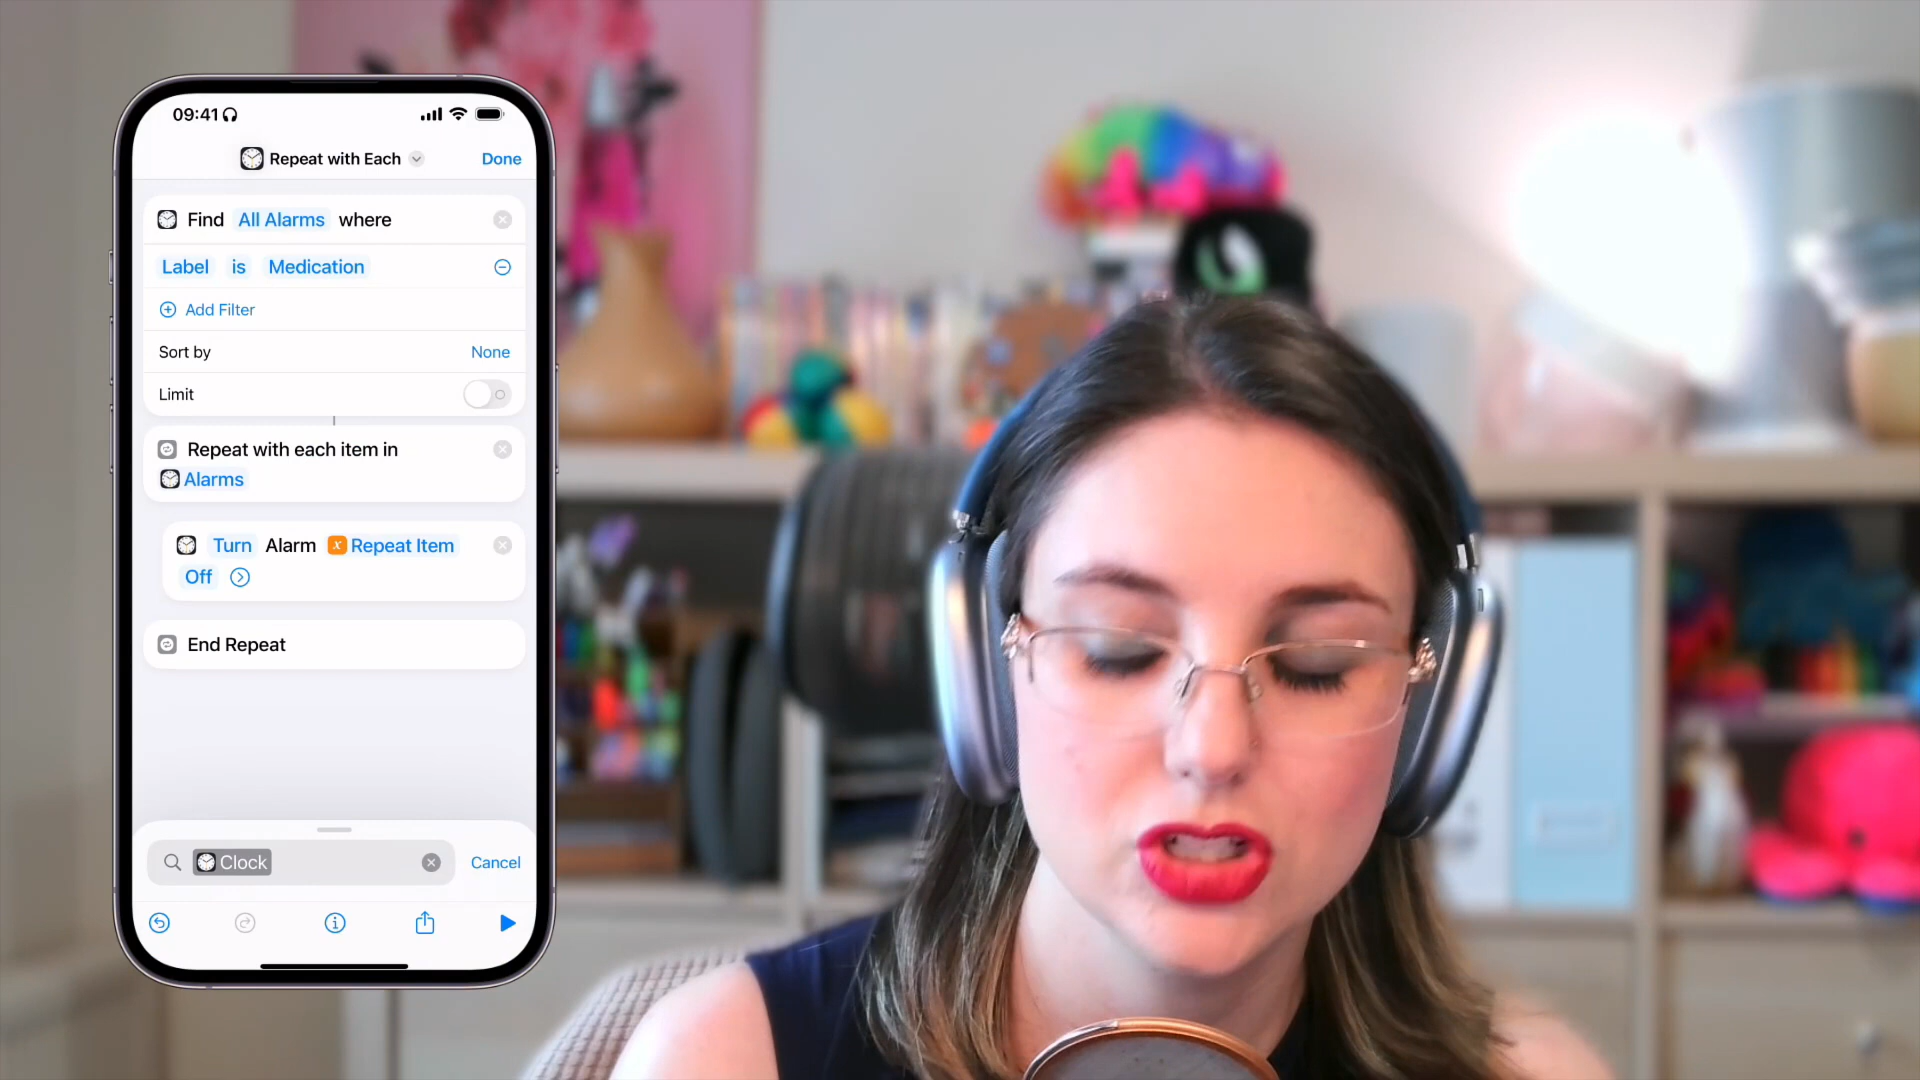 09:41
Repeat with Each
Done
Find All Alarms where
Label is Medication
Add Filter
Sort by
None
Limit
Repeat with each item in
Alarms
Turn Alarm Repeat Item
Off
End Repeat
Clock
Cancel